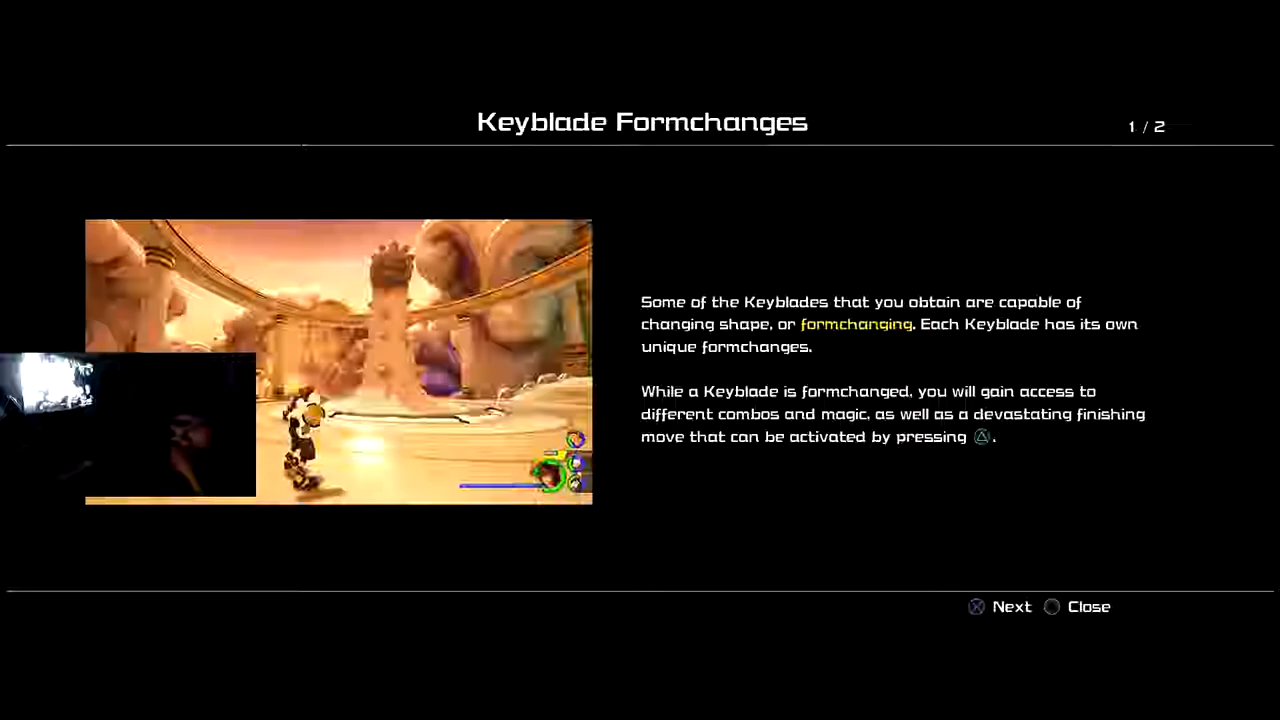 Keyblade Formchanges
1 / 2
Some of the Keyblades that you obtain are capable of
changing shape, or formchanging. Each Keyblade has its own
unique formchanges.
While a Keyblade is formchanged, you will gain access to
different combos and magic, as well as a devastating finishing
move that can be activated by pressing .
Next Close